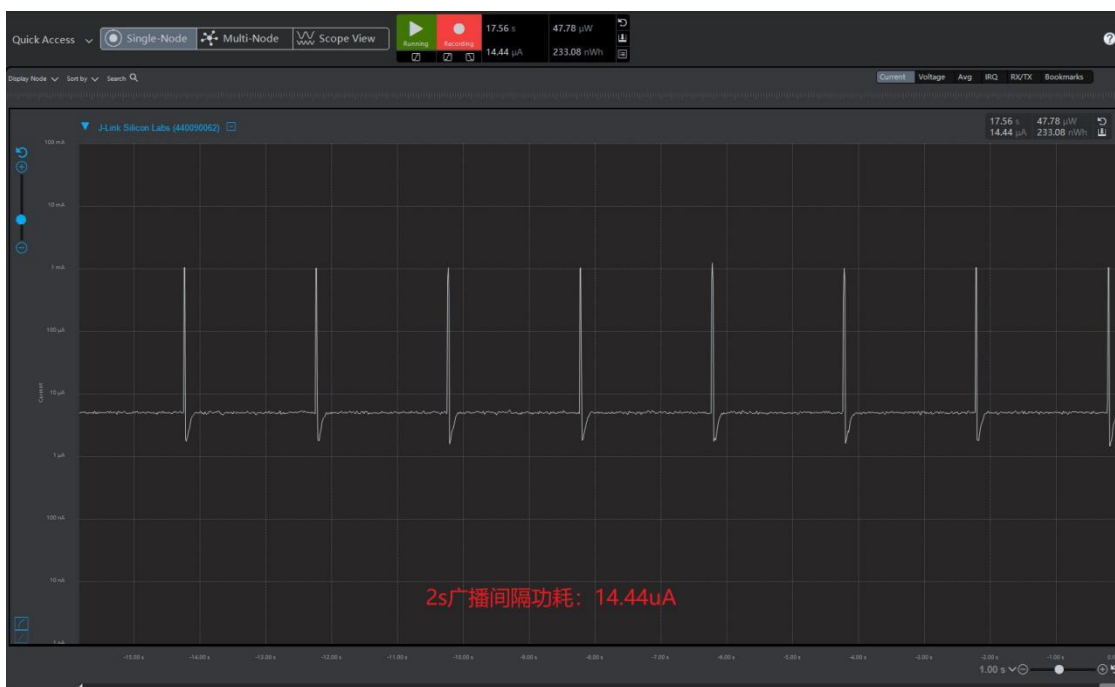 Quick Access
Single-Node
Multi-Node
Scope View
Running
Recording
17.56 s
47.78 µW
14.44 µA
233.08 nWh
Display Node
Sort by
Search
Current
Voltage
Avg
IRQ
RX/TX
Bookmarks
J-Link Silicon Labs (440090062)
17.56 s
47.78 µW
14.44 µA
233.08 nWh
100 mA
10 mA
1 mA
100 µA
10 µA
1 µA
100 nA
10 nA
1 nA
Current
2s广播间隔功耗：14.44uA
-15.00 s
-14.00 s
-13.00 s
-12.00 s
-11.00 s
-10.00 s
-9.00 s
-8.00 s
-7.00 s
-6.00 s
-5.00 s
-4.00 s
-3.00 s
-2.00 s
-1.00 s
1.00 s